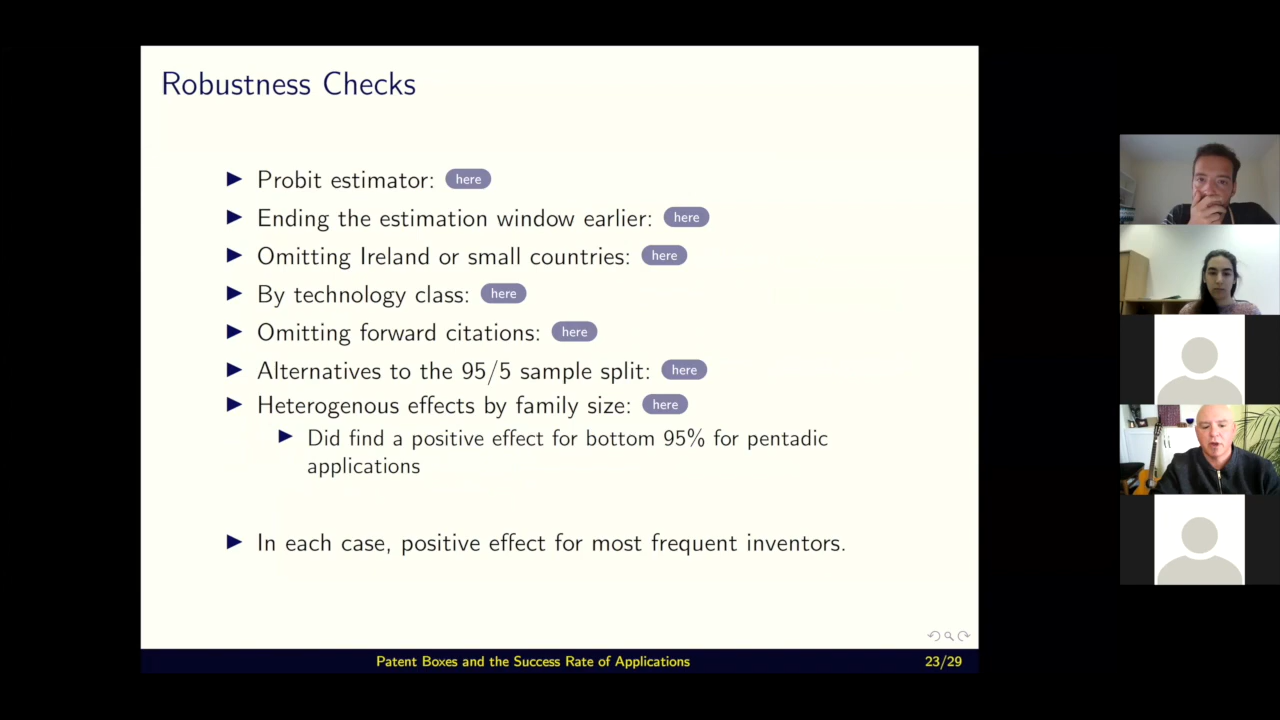 Robustness Checks
Probit estimator: here
Ending the estimation window earlier: here
Omitting Ireland or small countries: here
By technology class: here
Omitting forward citations: here
Alternatives to the 95/5 sample split: here
Heterogenous effects by family size: here
Did find a positive effect for bottom 95% for pentadic
applications
In each case, positive effect for most frequent inventors.
Patent Boxes and the Success Rate of Applications
23/29